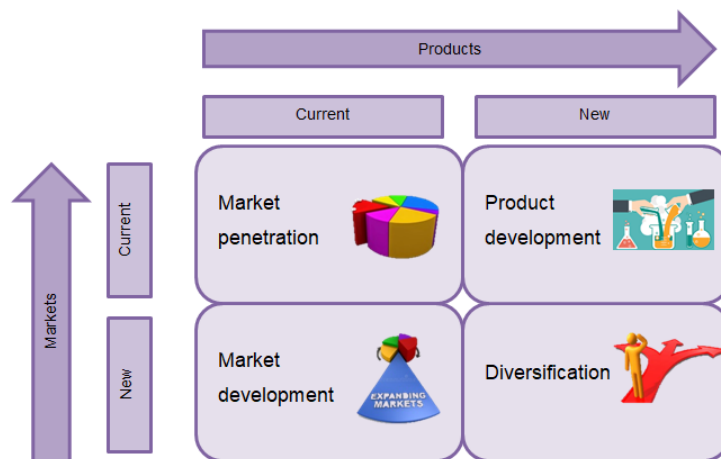 Products
Current
New
Markets
Current
New
Market
penetration
Product
development
Market
development
EXPANDING
MARKETS
Diversification